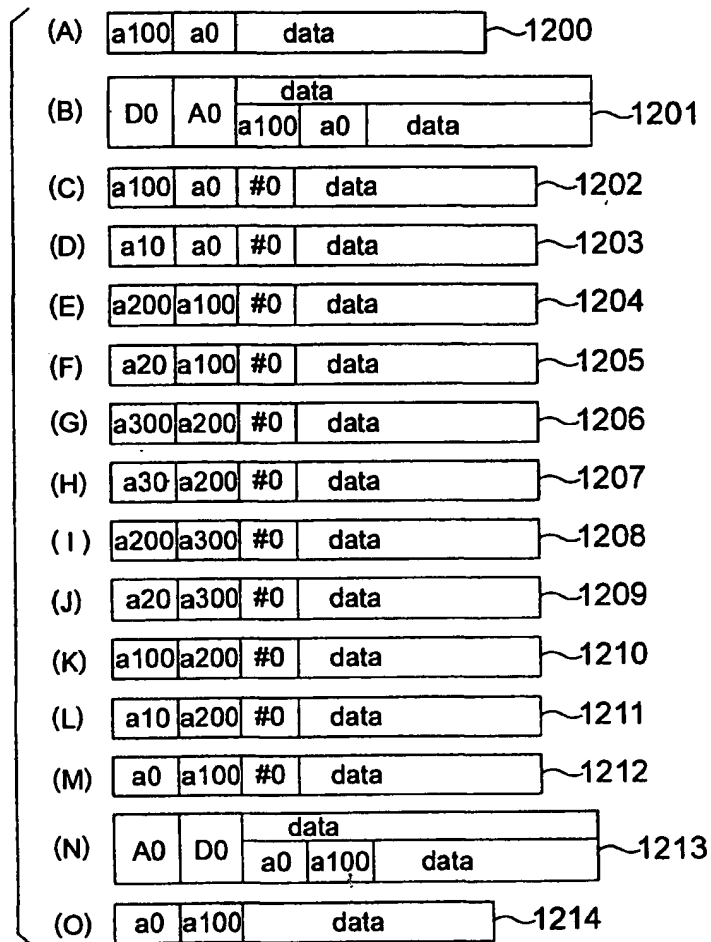 (A) a100 a0 data 1200
(B) D0 A0 data a100 a0 data 1201
(C) a100 a0 #0 data 1202
(D) a10 a0 #0 data 1203
(E) a200 a100 #0 data 1204
(F) a20 a100 #0 data 1205
(G) a300 a200 #0 data 1206
(H) a30 a200 #0 data 1207
(I) a200 a300 #0 data 1208
(J) a20 a300 #0 data 1209
(K) a100 a200 #0 data 1210
(L) a10 a200 #0 data 1211
(M) a0 a100 #0 data 1212
(N) A0 D0 data a0 a100 data 1213
(O) a0 a100 data 1214